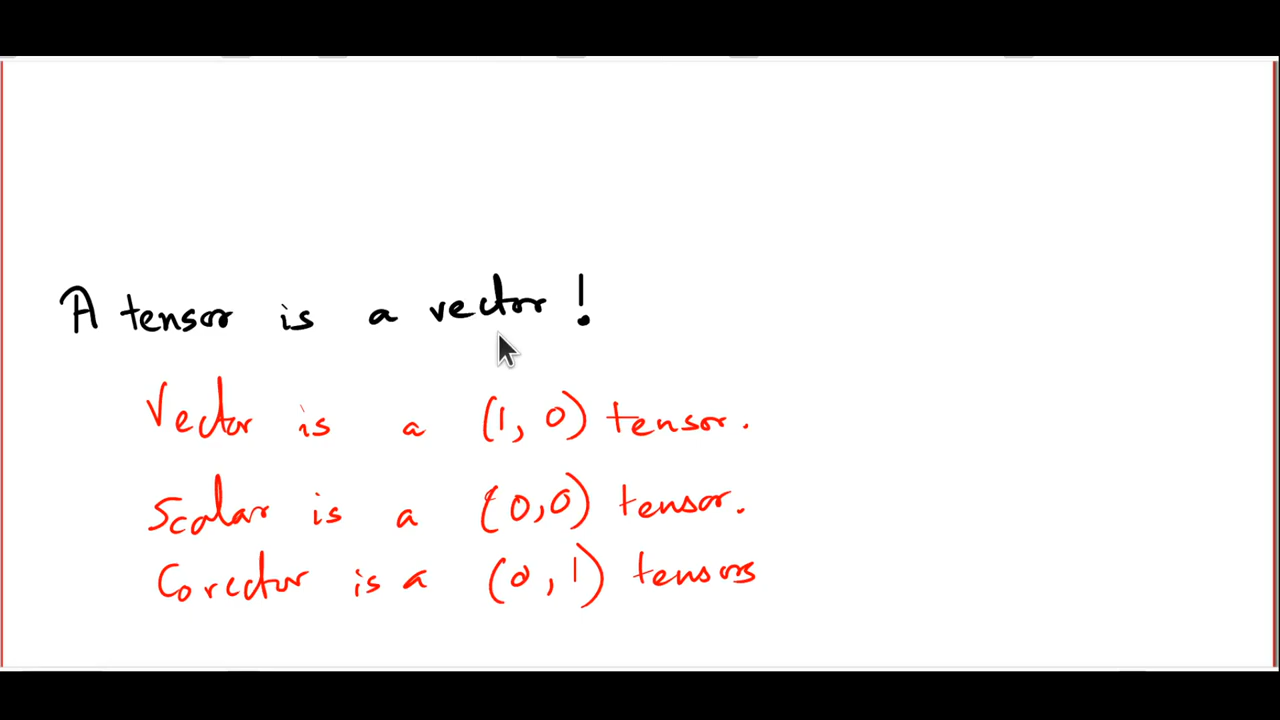 A tensor is a vector!
Vector is a (1, 0) tensor.
Scalar is a (0,0) tensor.
Covector is a (0, 1) tensors